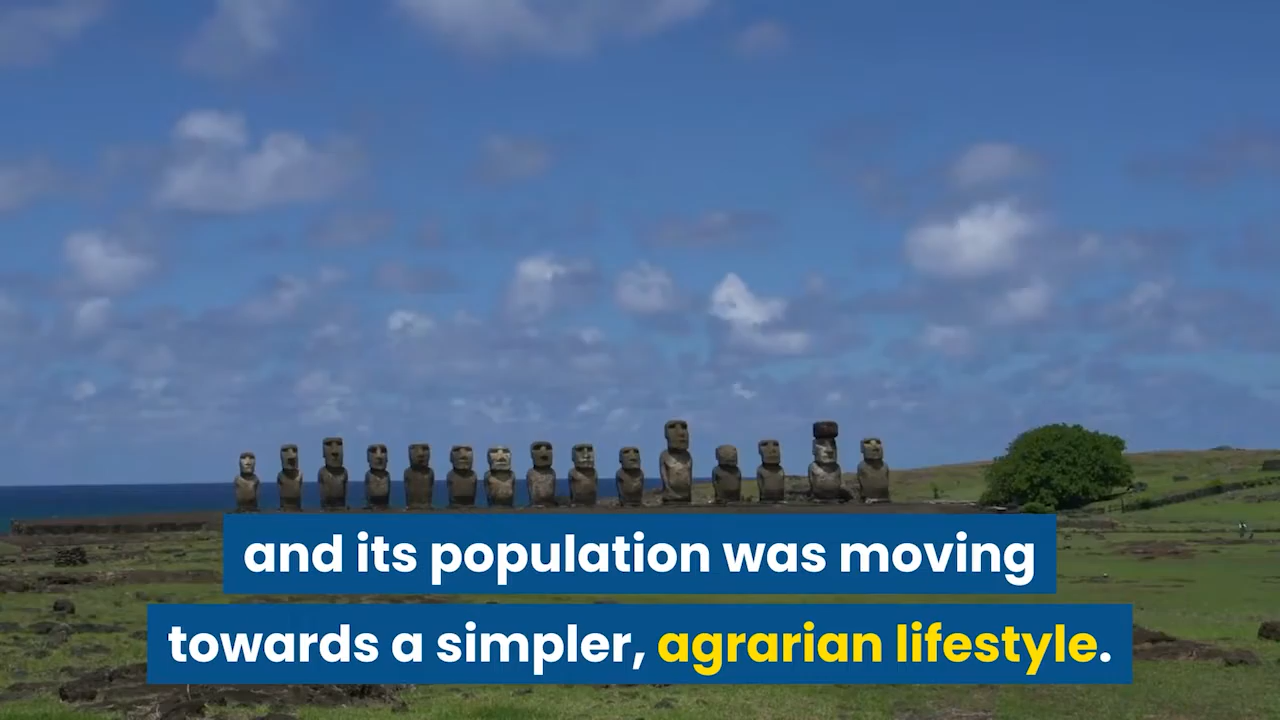 and its population was moving
towards a simpler, agrarian lifestyle.